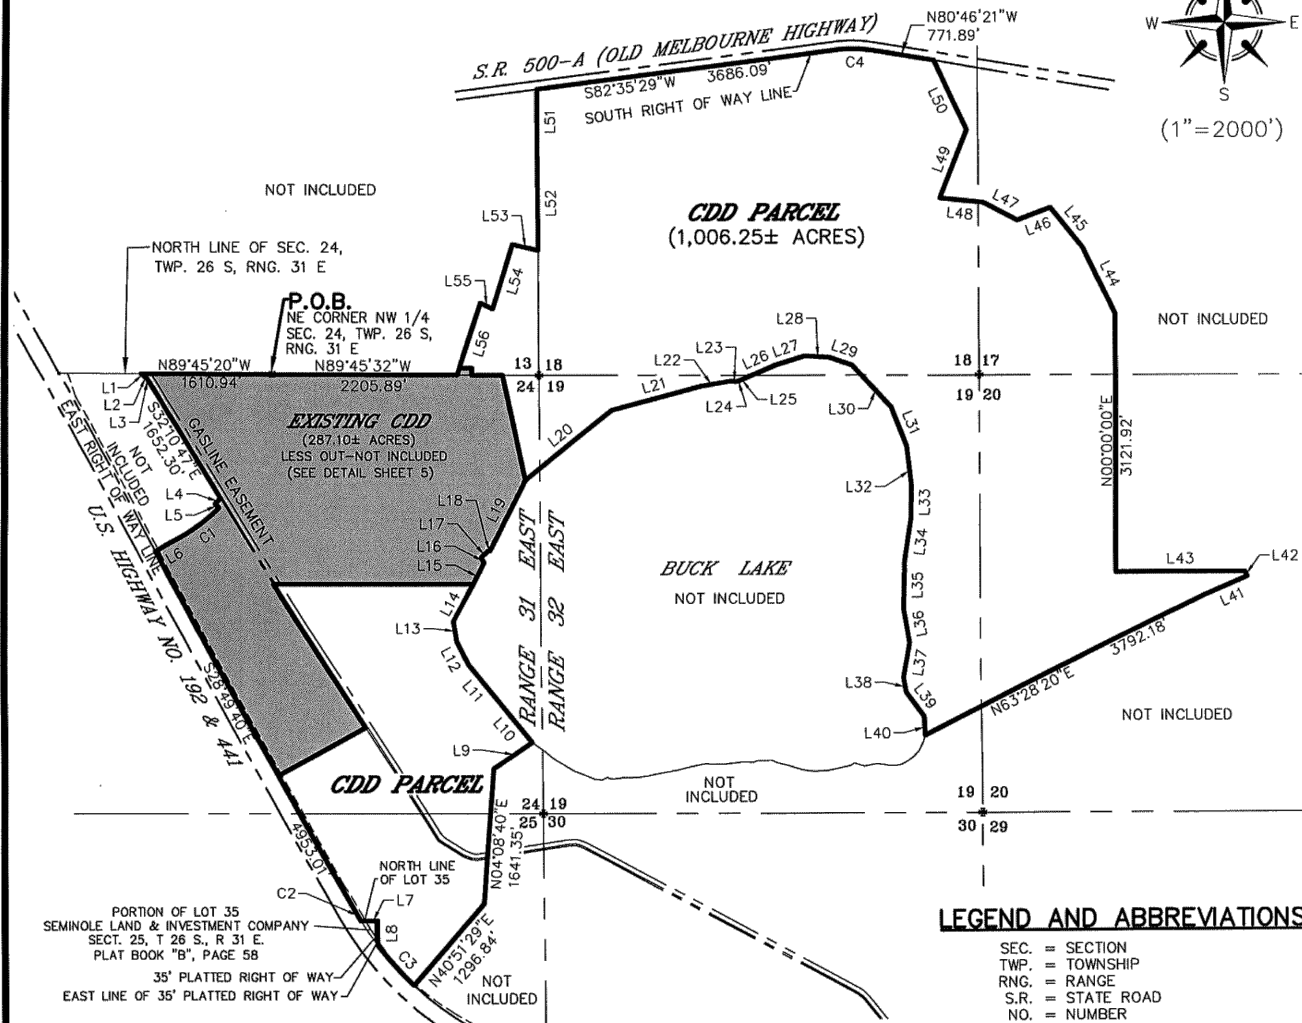 N80°46'21"W
771.89'
S.R. 500-A (OLD MELBOURNE HIGHWAY)
W
E
S
(1"=2000')
S82°35'29"W
3686.09'
C4
SOUTH RIGHT OF WAY LINE
L50
L51
L49
L52
L48
L47
L46
L45
L44
NOT INCLUDED
CDD PARCEL
(1,006.25± ACRES)
L53
L54
L55
L56
NORTH LINE OF SEC. 24,
TWP. 26 S, RNG. 31 E
P.O.B.
NE CORNER NW 1/4
SEC. 24, TWP. 26 S,
RNG. 31 E
NOT INCLUDED
N89°45'20"W
1610.94'
N89°45'32"W
2205.89'
13 18
24 19
18 17
19 20
L1
L2
L3
L28
L27
L26
L29
L23
L22
L21
L24
L25
L30
L20
L31
L32
L33
L34
L35
L36
L37
L38
L39
L40
N00°00'00"E
3121.92'
EXISTING CDD
(287.10± ACRES)
LESS OUT-NOT INCLUDED
(SEE DETAIL SHEET 5)
S32°10'47"E
1652.30'
GASLINE EASEMENT
NOT
INCLUDED
EAST RIGHT OF WAY LINE
U.S. HIGHWAY NO. 192 & 441
L4
L5
L6
C1
L19
L18
L17
L16
L15
L14
L13
L12
L11
L10
L9
RANGE 31 EAST
RANGE 32 EAST
BUCK LAKE
NOT INCLUDED
L43
L42
L41
3792.18'
N63°28'20"E
NOT INCLUDED
S28°49'40"E
4953.01'
CDD PARCEL
NOT
INCLUDED
24 19
25 30
19 20
30 29
N04°08'40"E
1641.35'
NORTH LINE
OF LOT 35
C2
L7
L8
C3
N40°51'29"E
1296.84'
NOT
INCLUDED
PORTION OF LOT 35
SEMINOLE LAND & INVESTMENT COMPANY
SECT. 25, T 26 S., R 31 E.
PLAT BOOK "B", PAGE 58
35' PLATTED RIGHT OF WAY
EAST LINE OF 35' PLATTED RIGHT OF WAY
LEGEND AND ABBREVIATIONS
SEC. = SECTION
TWP. = TOWNSHIP
RNG. = RANGE
S.R. = STATE ROAD
NO. = NUMBER